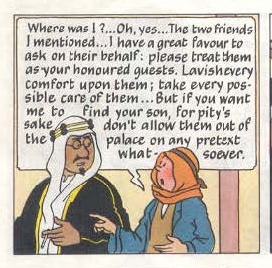 Where was I ?...Oh, yes...The two friends
I mentioned...I have a great favour to
ask on their behalf: please treat them
as your honoured guests. Lavish every
comfort upon them; take every pos-
sible care of them... But if you want
me to find your son, for pity's
sake don't allow them out of
the palace on any pretext
what- soever.